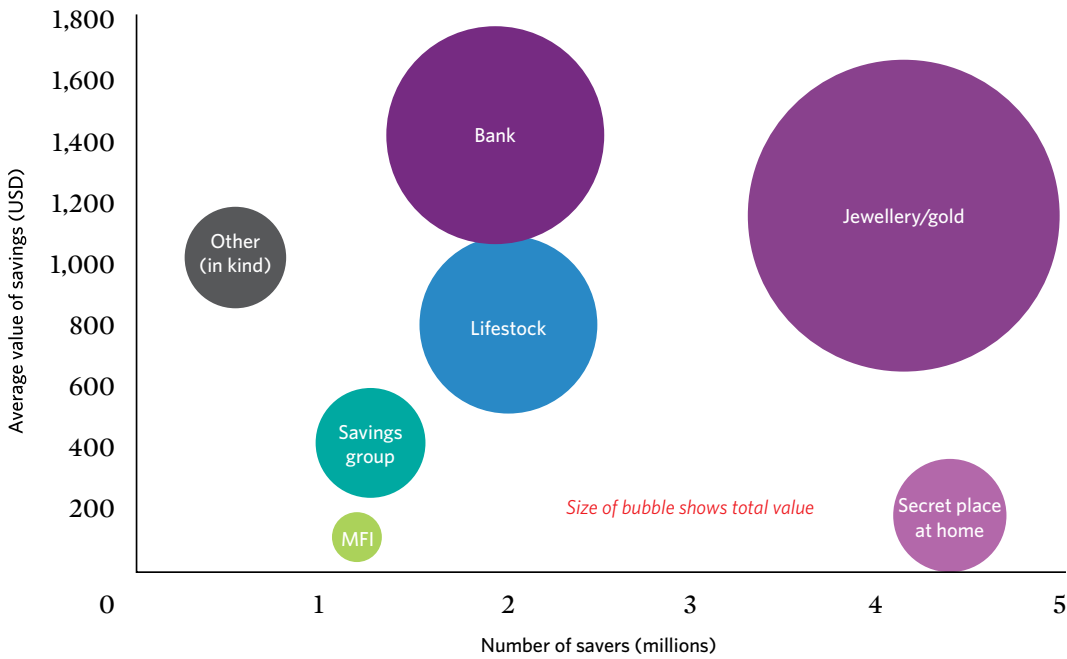 1,800
1,600
1,400
1,200
1,000
800
600
400
200
0
Average value of savings (USD)
Bank
Jewellery/gold
Other
(in kind)
Lifestock
Savings
group
MFI
Size of bubble shows total value
Secret place
at home
1
2
3
4
5
Number of savers (millions)